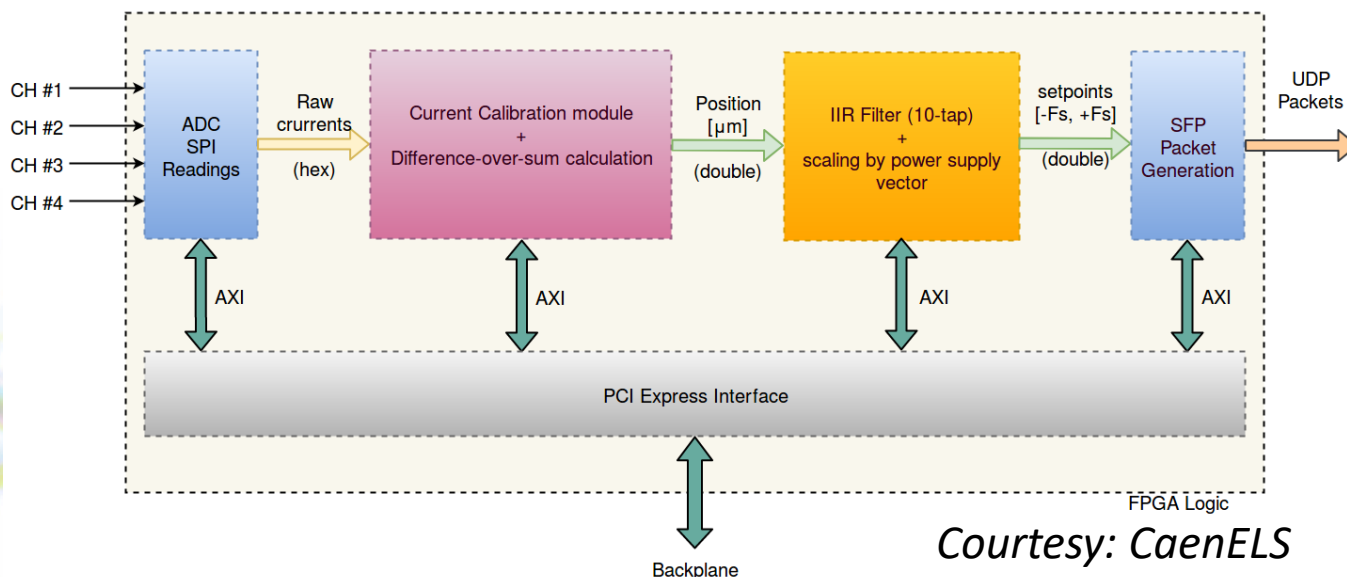 CH #1
CH #2
CH #3
CH #4
ADC
SPI
Readings
Raw
crurrents
(hex)
Current Calibration module
+
Difference-over-sum calculation
Position
[µm]
(double)
IIR Filter (10-tap)
+
scaling by power supply
vector
setpoints
[-Fs, +Fs]
(double)
SFP
Packet
Generation
UDP
Packets
AXI
AXI
AXI
AXI
PCI Express Interface
FPGA Logic
Backplane
Courtesy: CaenELS